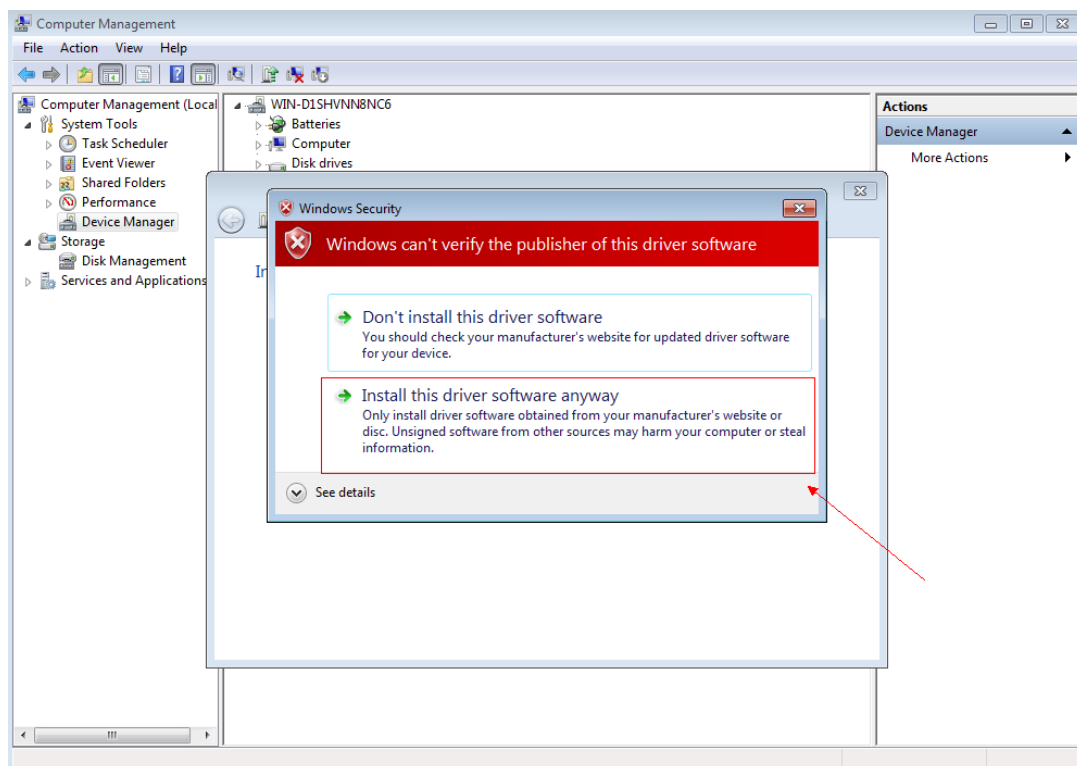 Computer Management
File Action View Help
Computer Management (Local
System Tools
Task Scheduler
Event Viewer
Shared Folders
Performance
Device Manager
Storage
Disk Management
Services and Applications
WIN-D1SHVNN8NC6
Batteries
Computer
Disk drives
Windows Security
Windows can't verify the publisher of this driver software
Don't install this driver software
You should check your manufacturer's website for updated driver software
for your device.
Install this driver software anyway
Only install driver software obtained from your manufacturer's website or
disc. Unsigned software from other sources may harm your computer or steal
information.
See details
Actions
Device Manager
More Actions